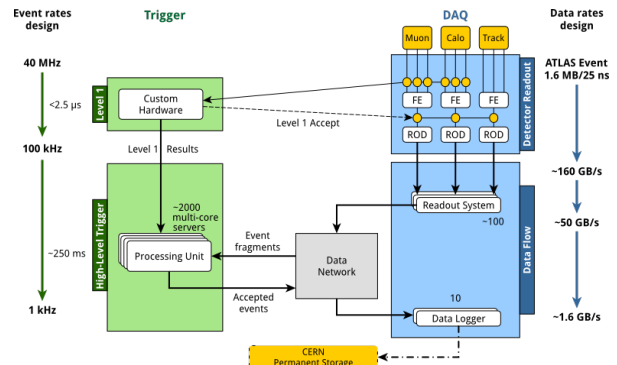 Event rates
design
Trigger
DAQ
Data rates
design
Muon
Calo
Track
40 MHz
ATLAS Event
1.6 MB/25 ns
<2.5 μs
Level 1
Custom
Hardware
FE
FE
FE
Level 1 Accept
ROD
ROD
ROD
Detector Readout
100 kHz
Level 1 Results
~160 GB/s
~2000
multi-core
servers
Readout System
~100
~50 GB/s
High-Level Trigger
~250 ms
Processing Unit
Event
fragments
Data
Network
Data Flow
Accepted
events
10
1 kHz
Data Logger
~1.6 GB/s
CERN
Permanent Storage